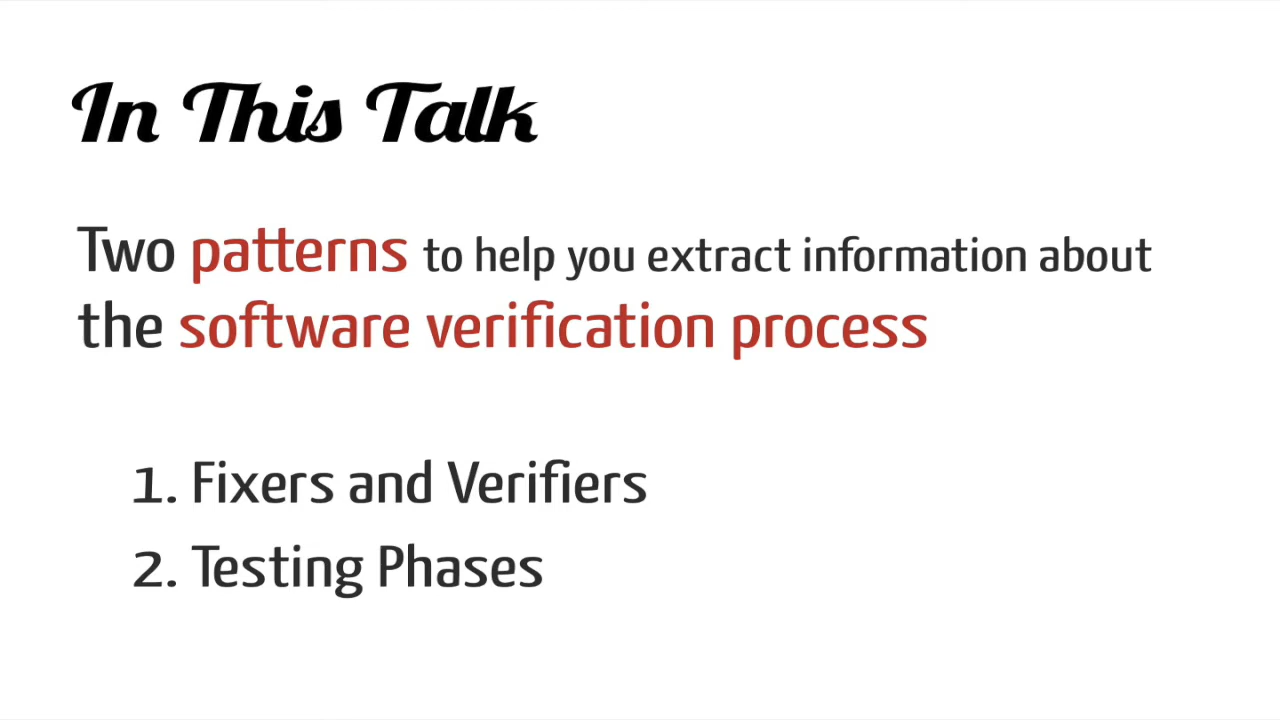 In This Talk
Two patterns to help you extract information about
the software verification process
1. Fixers and Verifiers
2. Testing Phases